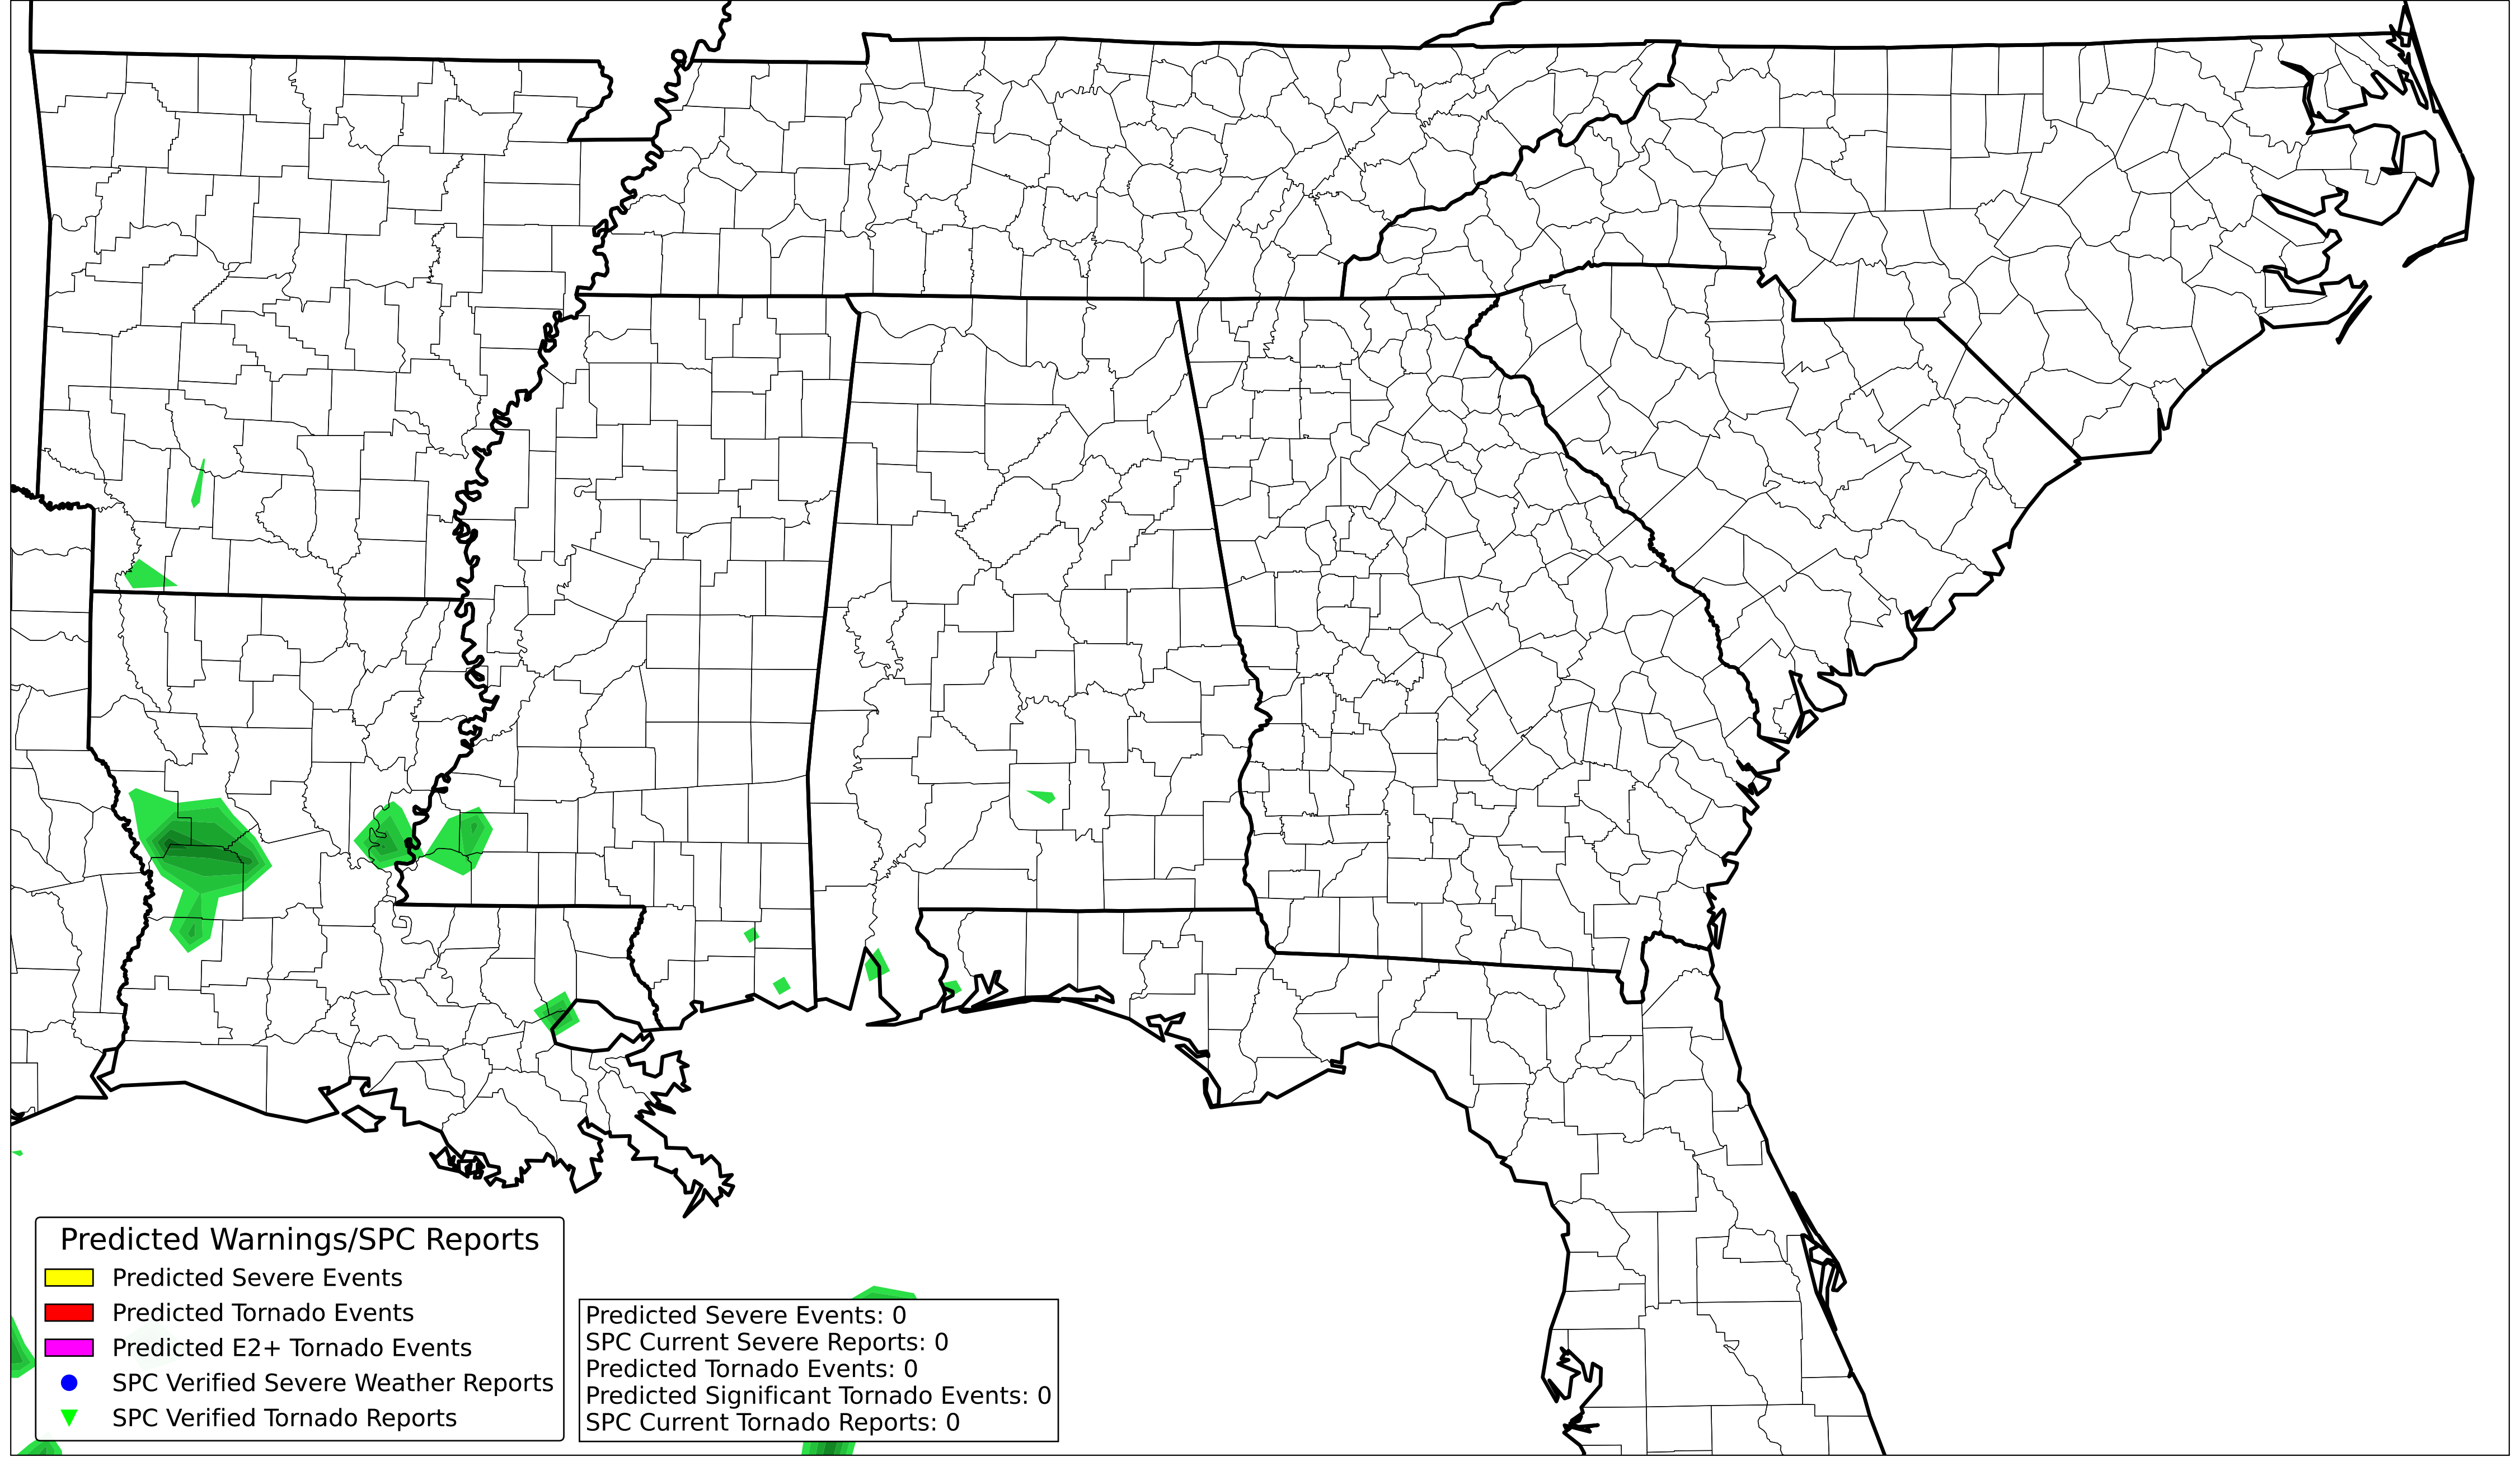 Predicted Warnings/SPC Reports
Predicted Severe Events
Predicted Tornado Events
Predicted E2+ Tornado Events
SPC Verified Severe Weather Reports
SPC Verified Tornado Reports
Predicted Severe Events: 0
SPC Current Severe Reports: 0
Predicted Tornado Events: 0
Predicted Significant Tornado Events: 0
SPC Current Tornado Reports: 0